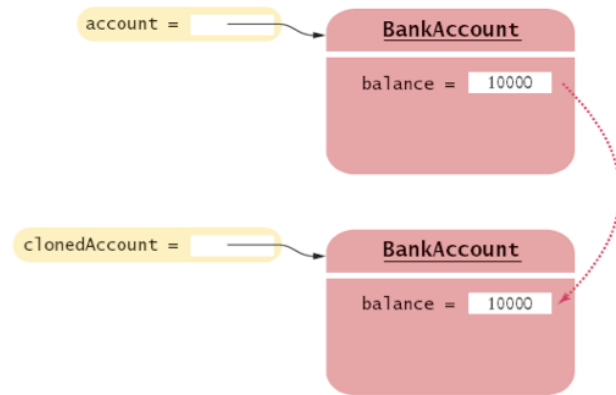 account =
BankAccount
balance = 10000
clonedAccount =
BankAccount
balance = 10000